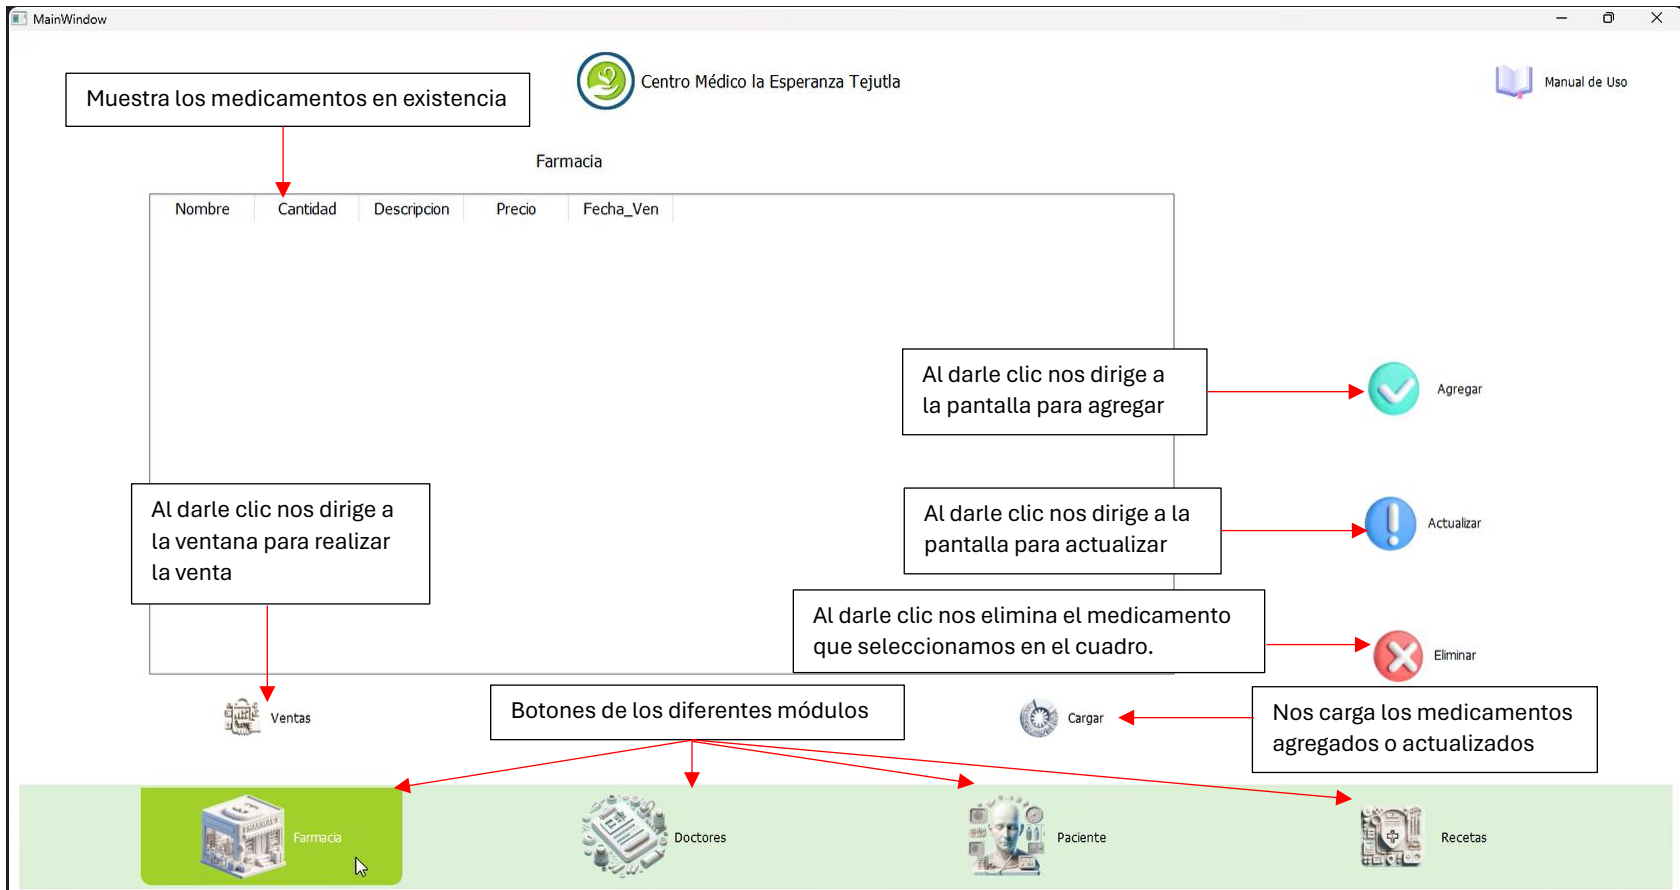 MainWindow
Centro Médico la Esperanza Tejutla
Manual de Uso
Muestra los medicamentos en existencia
Farmacia
Nombre Cantidad Descripcion Precio Fecha_Ven
Al darle clic nos dirige a
la pantalla para agregar
Agregar
Al darle clic nos dirige a
la ventana para realizar
la venta
Al darle clic nos dirige a la
pantalla para actualizar
Actualizar
Al darle clic nos elimina el medicamento
que seleccionamos en el cuadro.
Eliminar
Ventas
Botones de los diferentes módulos
Cargar
Nos carga los medicamentos
agregados o actualizados
Farmacia
Doctores
Paciente
Recetas